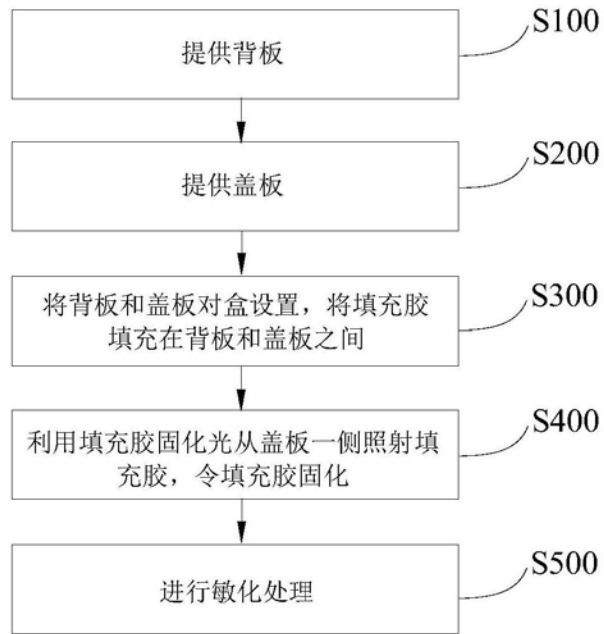 S100
提供背板
S200
提供盖板
S300
将背板和盖板对盒设置，将填充胶
填充在背板和盖板之间
S400
利用填充胶固化光从盖板一侧照射填
充胶，令填充胶固化
S500
进行敏化处理